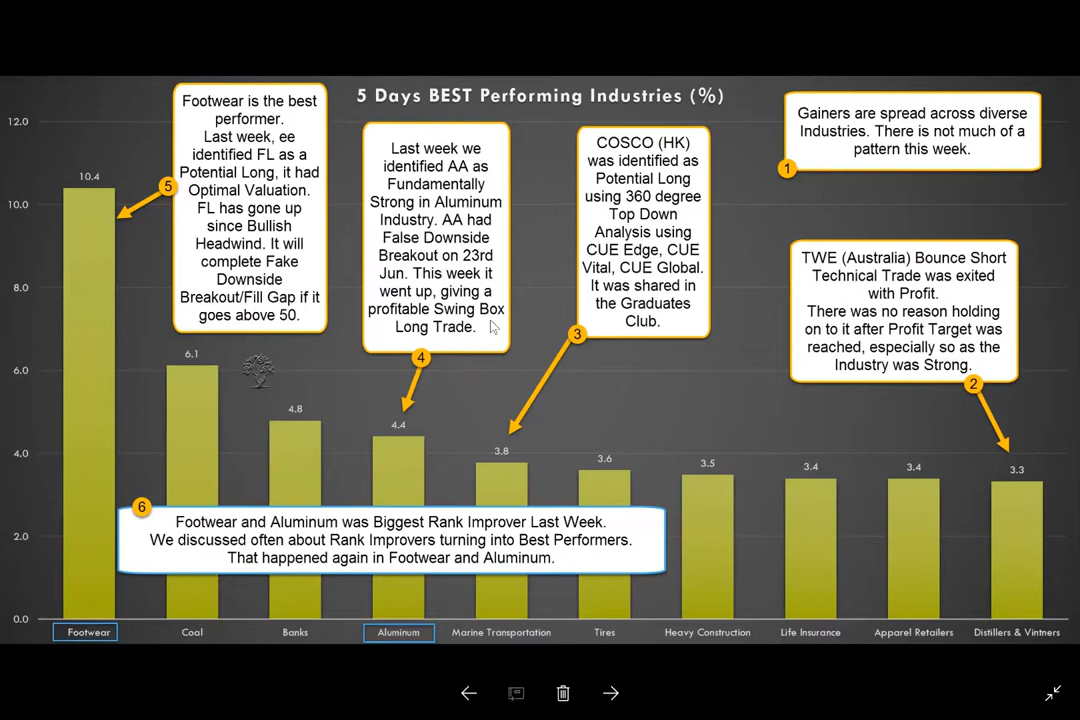 5 Days BEST Performing Industries (%)
12.0
10.0
8.0
6.0
4.0
2.0
0.0
10.4
6.1
4.8
4.4
3.8
3.6
3.5
3.4
3.4
3.3
Footwear
Coal
Banks
Aluminum
Marine Transportation
Tires
Heavy Construction
Life Insurance
Apparel Retailers
Distillers & Vintners
1
Gainers are spread across diverse
Industries. There is not much of a
pattern this week.
2
TWE (Australia) Bounce Short
Technical Trade was exited
with Profit.
There was no reason holding
on to it after Profit Target was
reached, especially so as the
Industry was Strong.
3
COSCO (HK)
was identified as
Potential Long
using 360 degree
Top Down
Analysis using
CUE Edge, CUE
Vital, CUE Global.
It was shared in
the Graduates
Club.
4
Last week we
identified AA as
Fundamentally
Strong in Aluminum
Industry. AA had
False Downside
Breakout on 23rd
Jun. This week it
went up, giving a
profitable Swing Box
Long Trade.
5
Footwear is the best
performer.
Last week, ee
identified FL as a
Potential Long, it had
Optimal Valuation.
FL has gone up
since Bullish
Headwind. It will
complete Fake
Downside
Breakout/Fill Gap if it
goes above 50.
6
Footwear and Aluminum was Biggest Rank Improver Last Week.
We discussed often about Rank Improvers turning into Best Performers.
That happened again in Footwear and Aluminum.